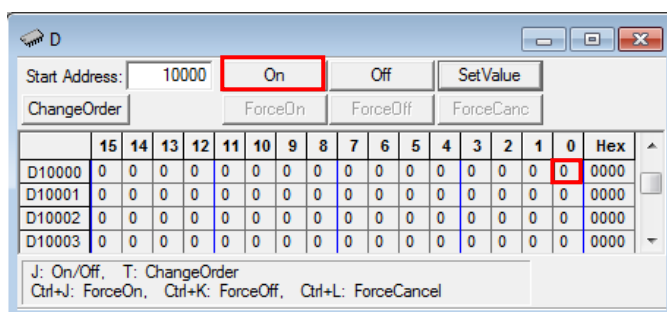 D
Start Address: 10000 On Off SetValue
ChangeOrder ForceOn ForceOff ForceCanc
15 14 13 12 11 10 9 8 7 6 5 4 3 2 1 0 Hex
D10000 0 0 0 0 0 0 0 0 0 0 0 0 0 0 0 0 0000
D10001 0 0 0 0 0 0 0 0 0 0 0 0 0 0 0 0 0000
D10002 0 0 0 0 0 0 0 0 0 0 0 0 0 0 0 0 0000
D10003 0 0 0 0 0 0 0 0 0 0 0 0 0 0 0 0 0000
J: On/Off, T: ChangeOrder
Ctrl+J: ForceOn, Ctrl+K: ForceOff, Ctrl+L: ForceCancel